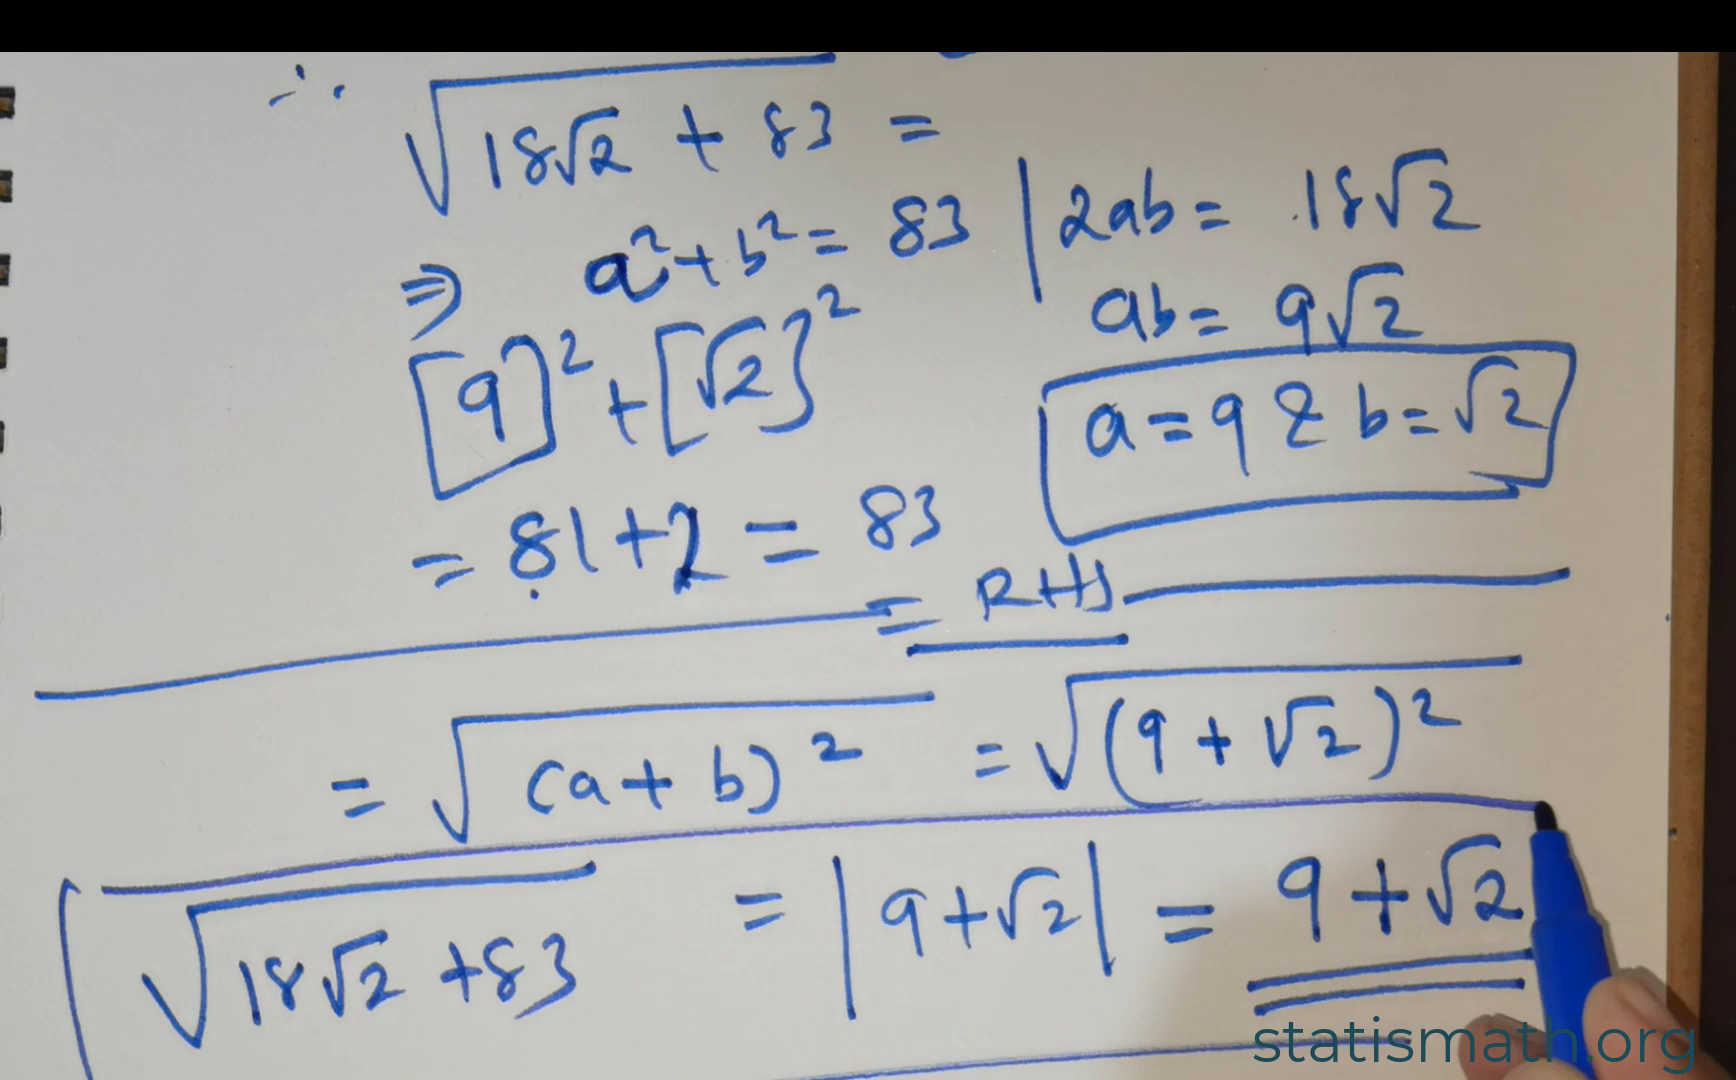 ∴ √(18√2 + 83) =
⇒ a² + b² = 83 | 2ab = 18√2
ab = 9√2
[9]² + [√2]²
a = 9 & b = √2
= 81 + 2 = 83
= RHS
= √(a + b)² = √(9 + √2)²
√(18√2 + 83) = |9 + √2| = 9 + √2
statismath.org